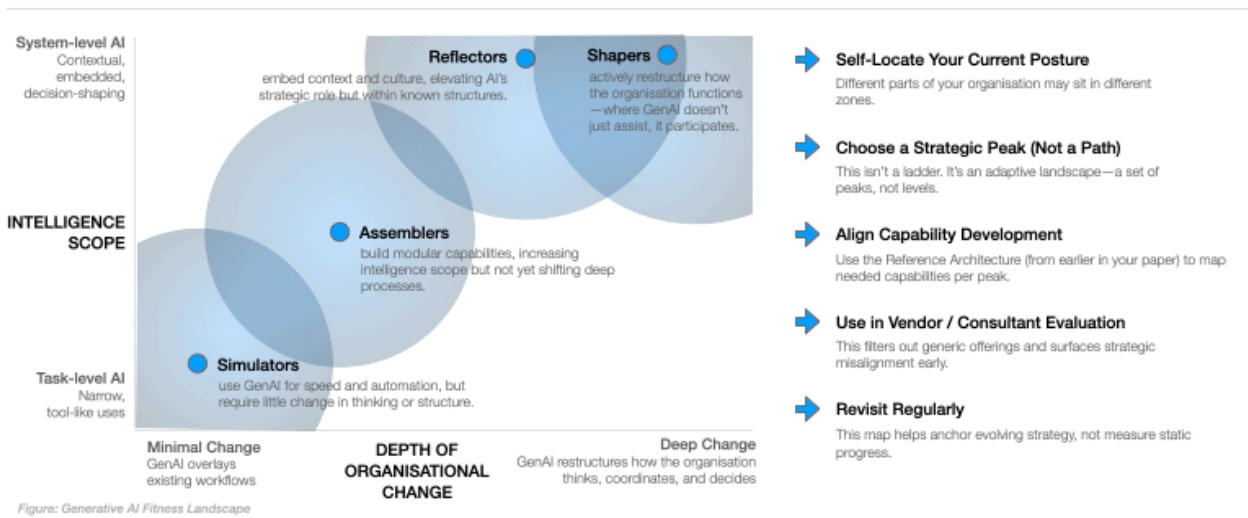 System-level AI
Contextual,
embedded,
decision-shaping
INTELLIGENCE
SCOPE
Task-level AI
Narrow,
tool-like uses
Reflectors
embed context and culture, elevating AI's
strategic role but within known structures.
Shapers
actively restructure how
the organisation functions
—where GenAI doesn't
just assist, it participates.
Assemblers
build modular capabilities, increasing
intelligence scope but not yet shifting deep
processes.
Simulators
use GenAI for speed and automation, but
require little change in thinking or structure.
Minimal Change
GenAI overlays
existing workflows
DEPTH OF
ORGANISATIONAL
CHANGE
Deep Change
GenAI restructures how the organisation
thinks, coordinates, and decides
Figure: Generative AI Fitness Landscape
Self-Locate Your Current Posture
Different parts of your organisation may sit in different
zones.
Choose a Strategic Peak (Not a Path)
This isn't a ladder. It's an adaptive landscape—a set of
peaks, not levels.
Align Capability Development
Use the Reference Architecture (from earlier in your paper) to map
needed capabilities per peak.
Use in Vendor / Consultant Evaluation
This filters out generic offerings and surfaces strategic
misalignment early.
Revisit Regularly
This map helps anchor evolving strategy, not measure static
progress.